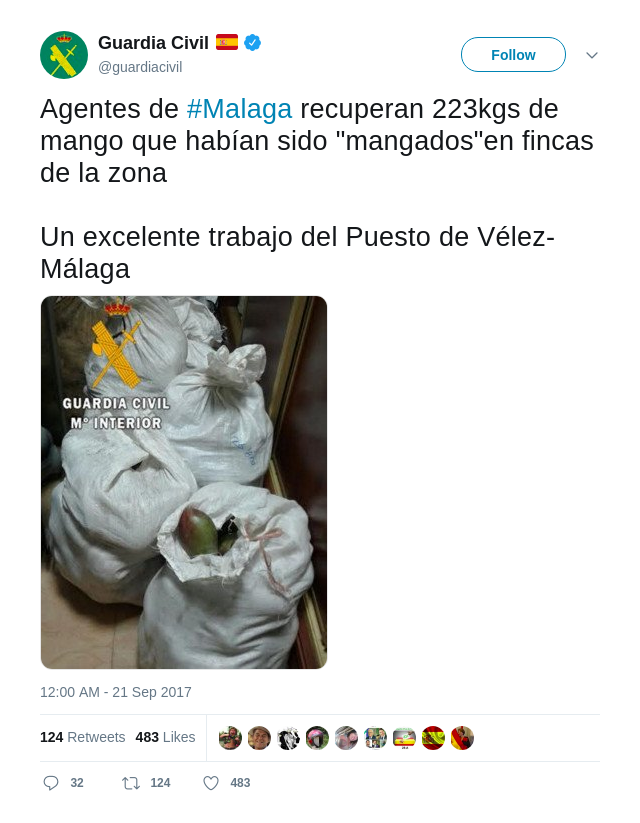 Guardia Civil
@guardiacivil
Follow
Agentes de #Malaga recuperan 223kgs de
mango que habían sido "mangados"en fincas
de la zona
Un excelente trabajo del Puesto de Vélez-
Málaga
GUARDIA CIVIL
Mº INTERIOR
12:00 AM - 21 Sep 2017
124 Retweets 483 Likes
32 124 483